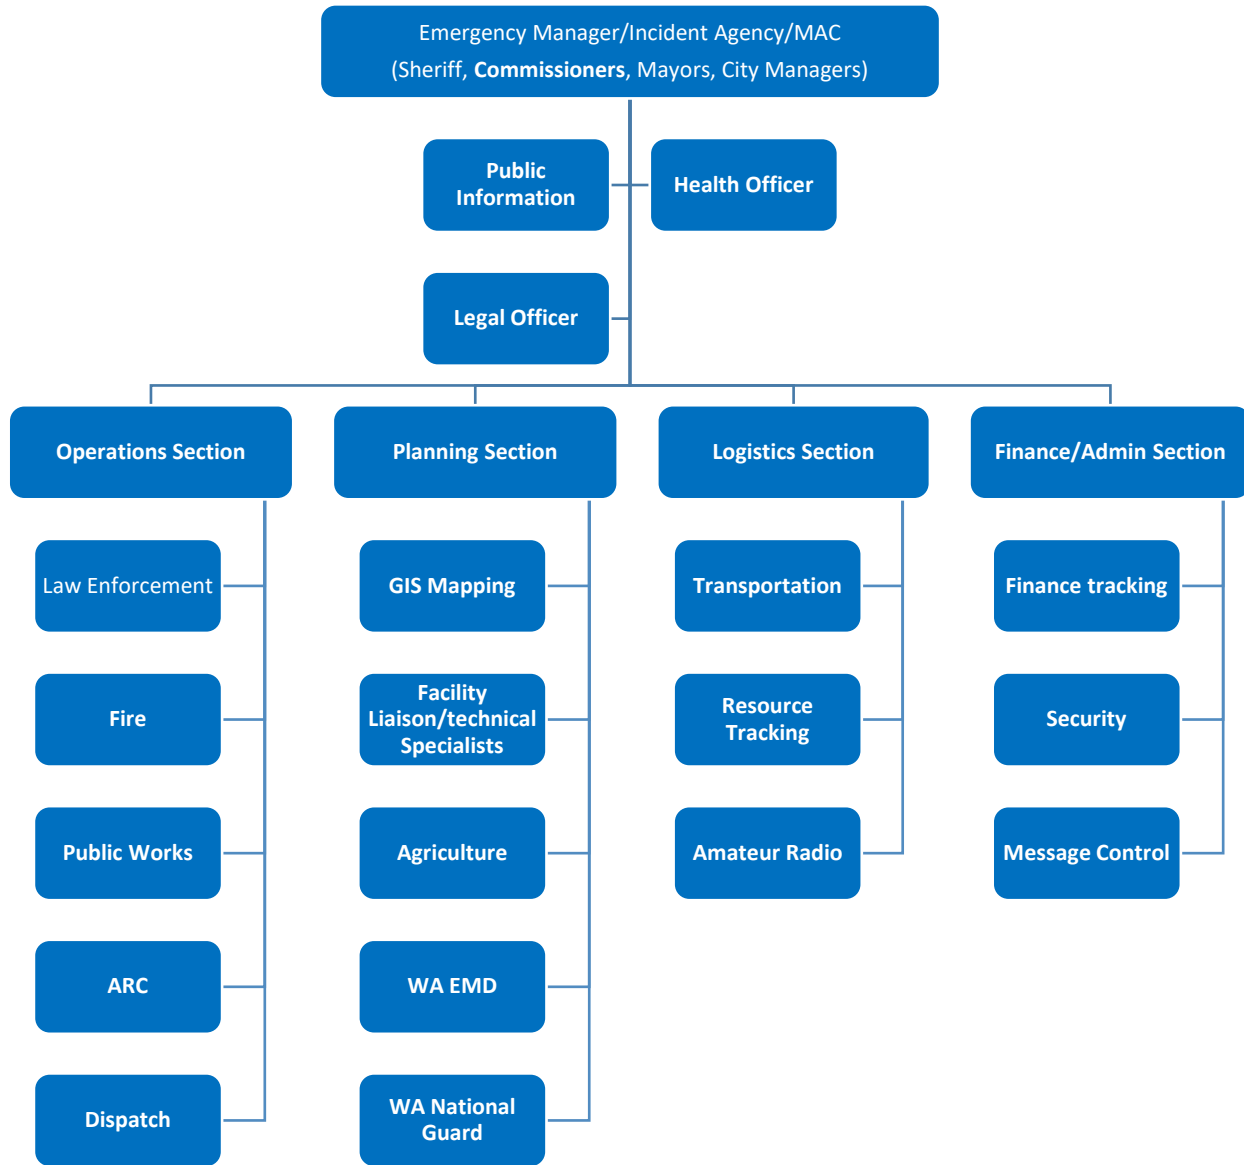 Emergency Manager/Incident Agency/MAC
(Sheriff, Commissioners, Mayors, City Managers)
Public
Information
Health Officer
Legal Officer
Operations Section
Planning Section
Logistics Section
Finance/Admin Section
Law Enforcement
GIS Mapping
Transportation
Finance tracking
Fire
Facility
Liaison/technical
Specialists
Resource
Tracking
Security
Public Works
Agriculture
Amateur Radio
Message Control
ARC
WA EMD
Dispatch
WA National
Guard